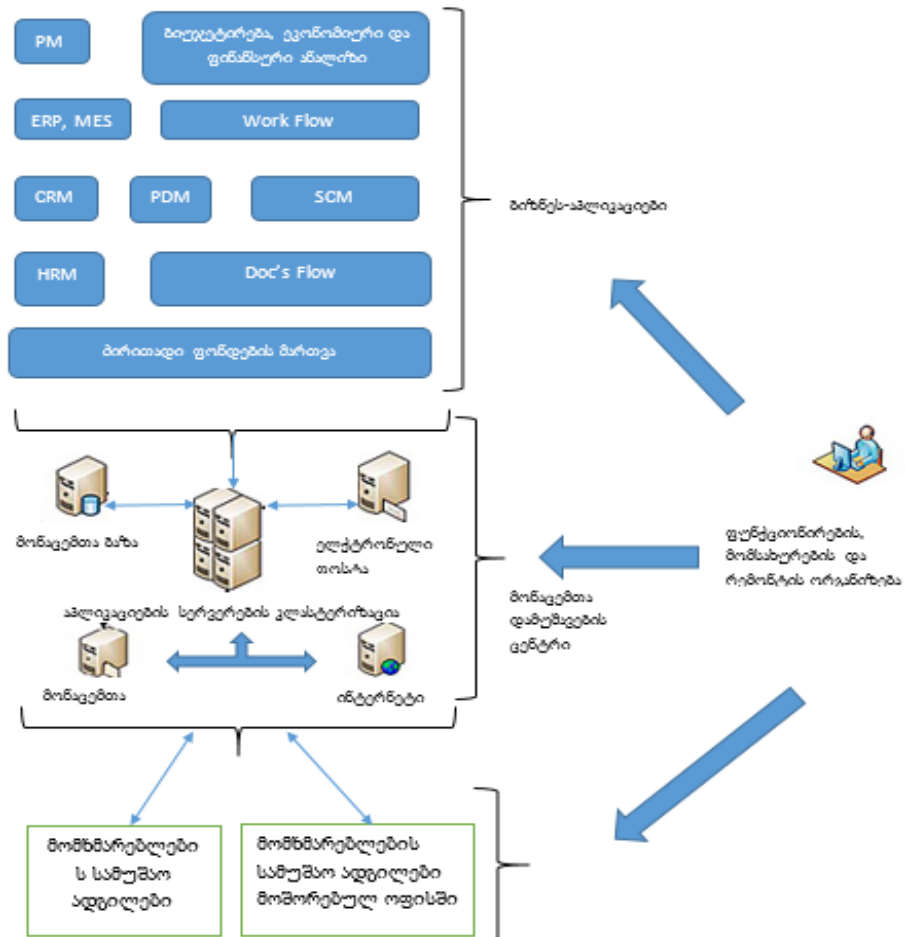 PM
ბიუჯეტირება, ეკონომიური და
ფინანსური ანალიზი
ERP, MES
Work Flow
CRM
PDM
SCM
ბიზნეს-აპლიკაციები
HRM
Doc's Flow
ძირითადი ფონდების მართვა
მონაცემთა ბაზა
ელექტრონული
ფოსტა
ფუნქციონირების,
მომსახურების და
რემონტის ორგანიზება
აპლიკაციების სერვერების კლასტერიზაცია
მონაცემთა
დამუშავების
ცენტრი
მონაცემთა
ინტერნეტი
მომხმარებლები
ს სამუშაო
ადგილები
მომხმარებლების
სამუშაო ადგილები
მოშორებულ ოფისში